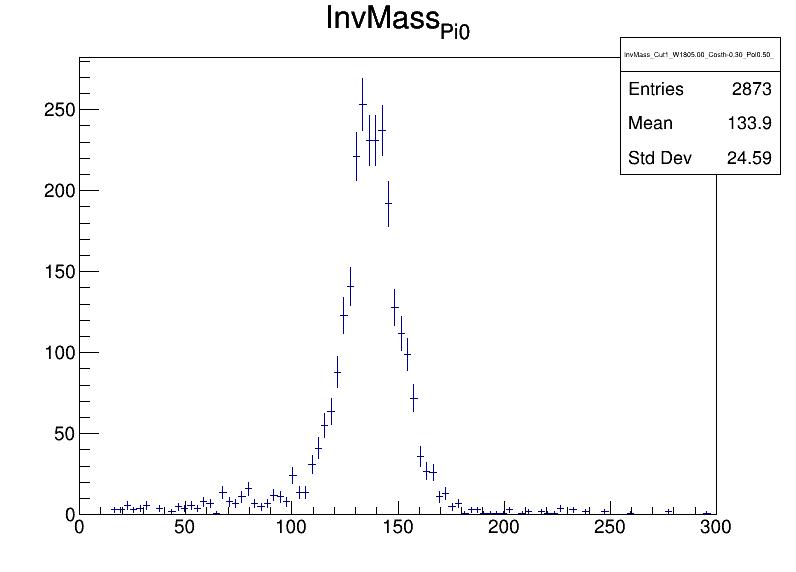 InvMassPi0
InvMass_Cut1_W1805.00_Costh-0.30_Pol0.50_
Entries 2873
Mean 133.9
Std Dev 24.59
250
200
150
100
50
0
0 50 100 150 200 250 300